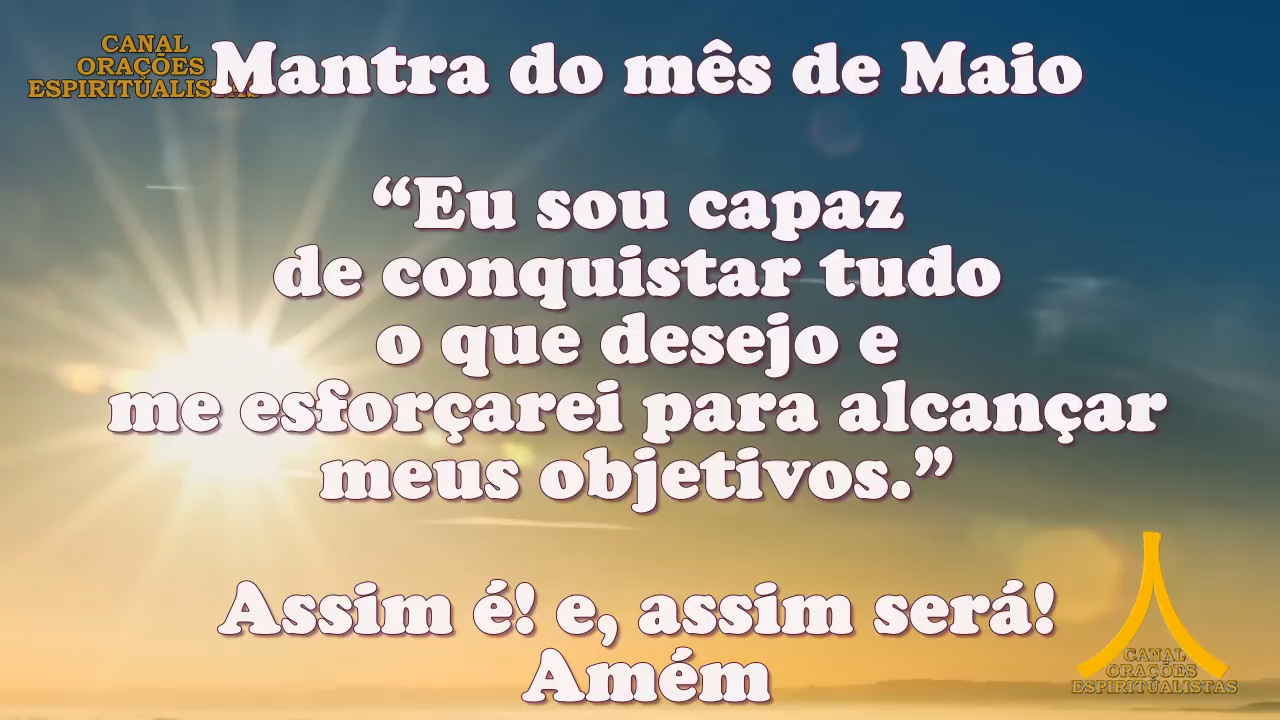 CANAL
ORAÇÕES
ESPIRITUALISTAS
Mantra do mês de Maio
“Eu sou capaz
de conquistar tudo
o que desejo e
me esforçarei para alcançar
meus objetivos.”
Assim é! e, assim será!
Amém
CANAL
ORAÇÕES
ESPIRITUALISTAS